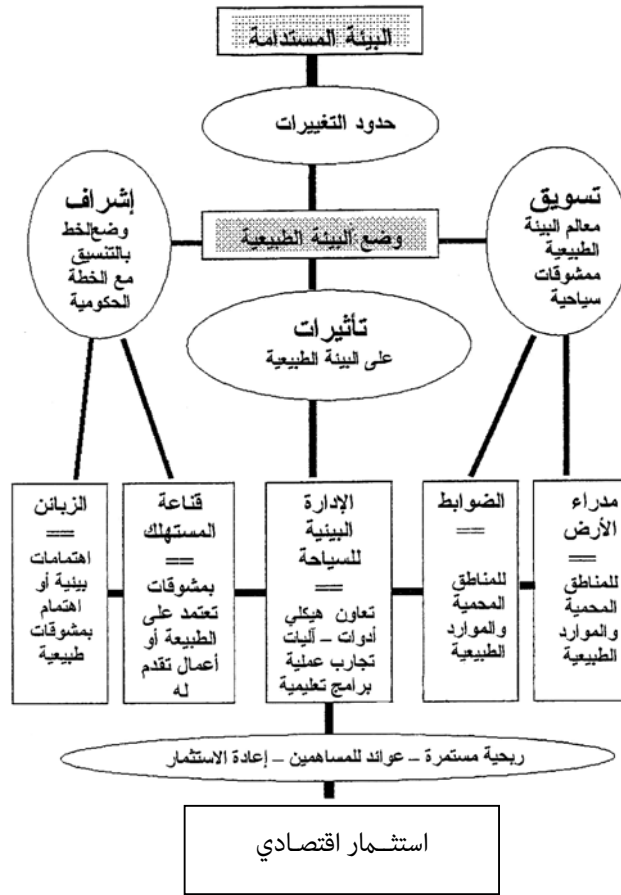 البيئة المستدامة
حدود التغييرات
تسويق
معالم البيئة
الطبيعية
ممشوقات
سياحية
وضع البيئة الطبيعية
إشراف
وضع الخط
بالتنسيق
مع الخطة
الحكومية
تأثيرات
على البيئة الطبيعية
مدراء
الأرض
==
للمناطق
المحمية
والموارد
الطبيعية
الضوابط
==
للمناطق
المحمية
والموارد
الطبيعية
الإدارة
البيئية
للسياحة
==
تعاون هيكلي
أدوات – آليات
تجارب عملية
برامج تعليمية
قناعة
المستهلك
==
بمشوقات
تعتمد على
الطبيعة أو
أعمال تقدم
له
الزبائن
==
اهتمامات
بيئية أو
اهتمام
بمشوقات
طبيعية
ربحية مستمرة – عوائد للمساهمين – إعادة الاستثمار
استثمار اقتصادي